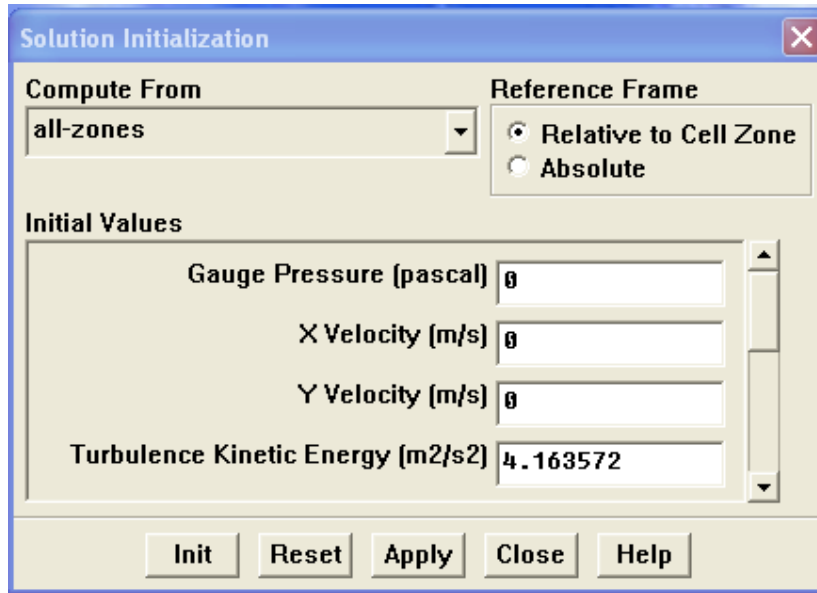 Solution Initialization
Compute From
all-zones
Reference Frame
Relative to Cell Zone
Absolute
Initial Values
Gauge Pressure (pascal) 0
X Velocity (m/s) 0
Y Velocity (m/s) 0
Turbulence Kinetic Energy (m2/s2) 4.163572
Init Reset Apply Close Help